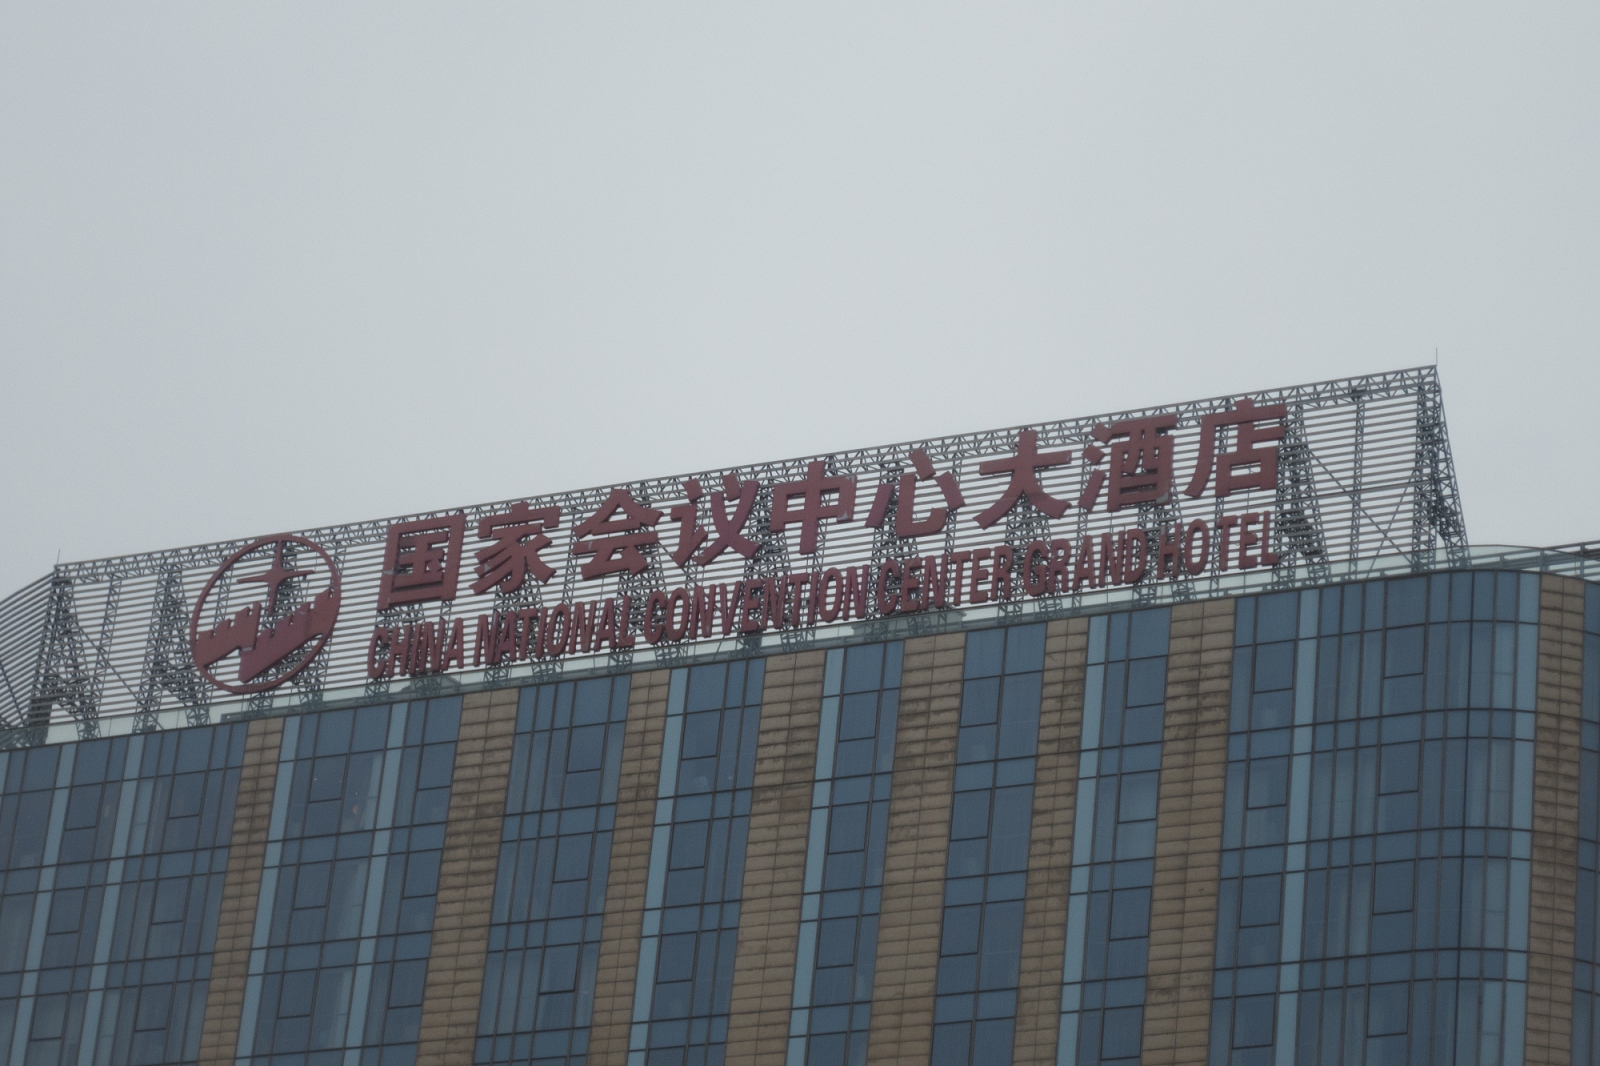 国家会议中心大酒店
CHINA NATIONAL CONVENTION CENTER GRAND HOTEL